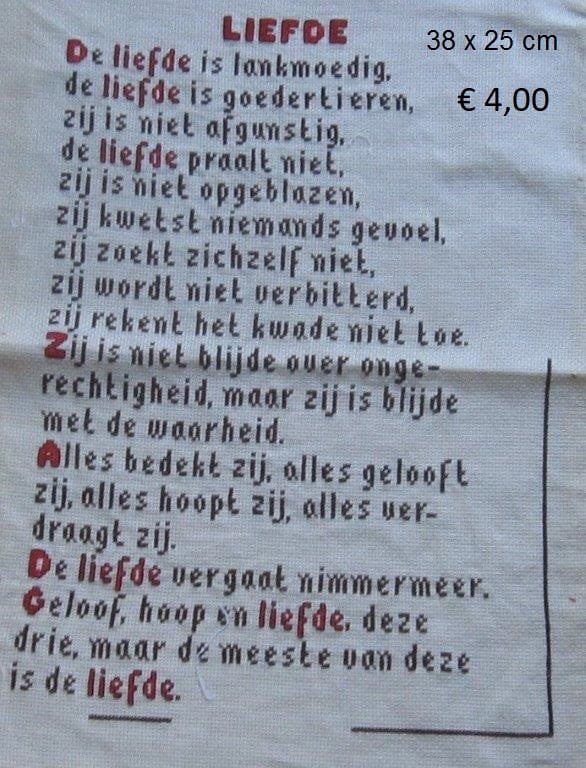 LIEFDE
38 x 25 cm
De liefde is lankmoedig,
de liefde is goedertieren,
€ 4,00
zij is niet afgunstig,
de liefde praalt niet,
zij is niet opgeblazen,
zij kwetst niemands gevoel,
zij zoekt zichzelf niet,
zij wordt niet verbitterd,
zij rekent het kwade niet toe.
Zij is niet blijde over onge-
rechtigheid, maar zij is blijde
met de waarheid.
Alles bedekt zij, alles gelooft
zij, alles hoopt zij, alles ver-
draagt zij.
De liefde vergaat nimmermeer.
Geloof, hoop en liefde, deze
drie, maar de meeste van deze
is de liefde.